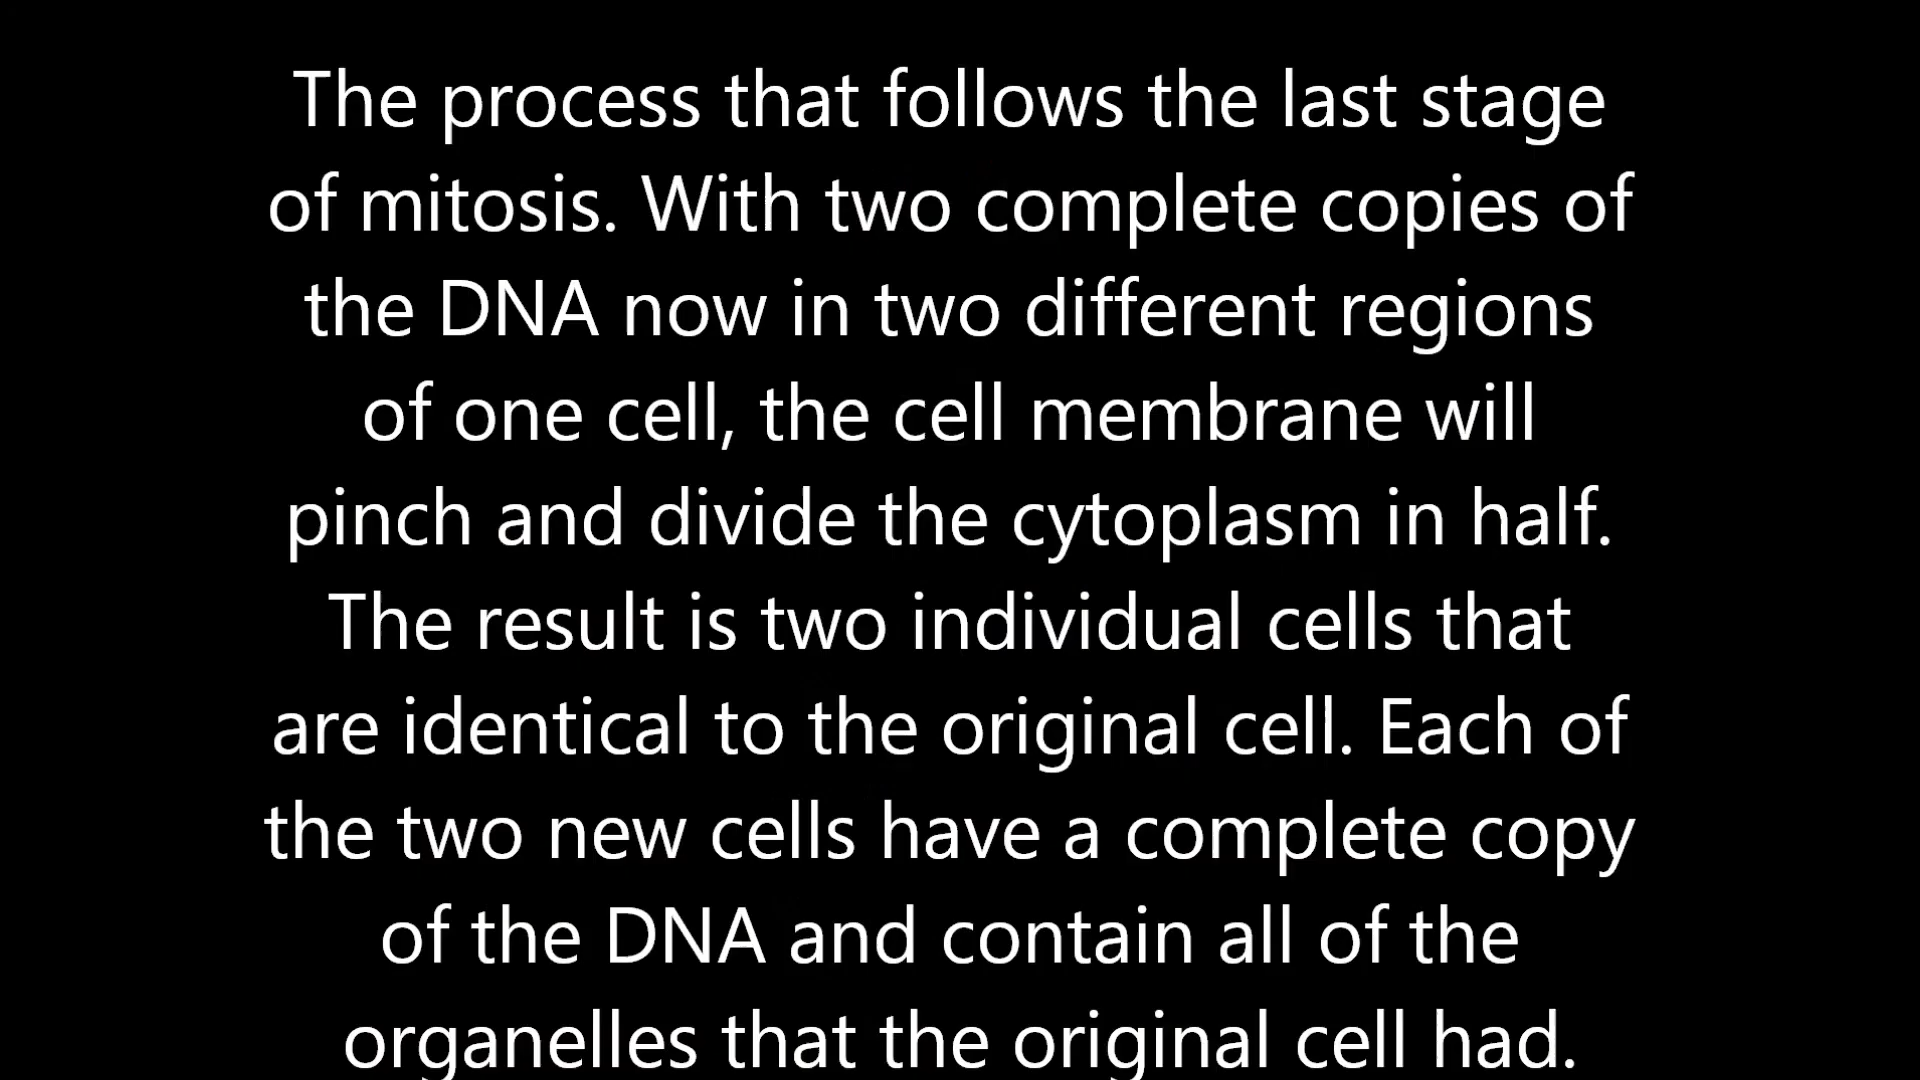 The process that follows the last stage
of mitosis. With two complete copies of
the DNA now in two different regions
of one cell, the cell membrane will
pinch and divide the cytoplasm in half.
The result is two individual cells that
are identical to the original cell. Each of
the two new cells have a complete copy
of the DNA and contain all of the
organelles that the original cell had.